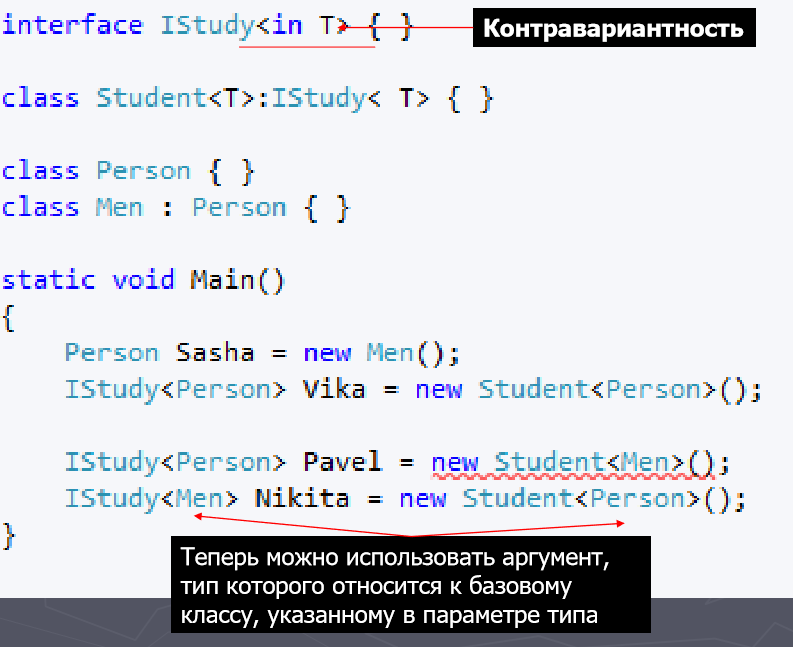 interface IStudy<in T> { }
Контравариантность
class Student<T>:IStudy< T> { }
class Person { }
class Men : Person { }
static void Main()
{
Person Sasha = new Men();
IStudy<Person> Vika = new Student<Person>();
IStudy<Person> Pavel = new Student<Men>();
IStudy<Men> Nikita = new Student<Person>();
}
Теперь можно использовать аргумент,
тип которого относится к базовому
классу, указанному в параметре типа